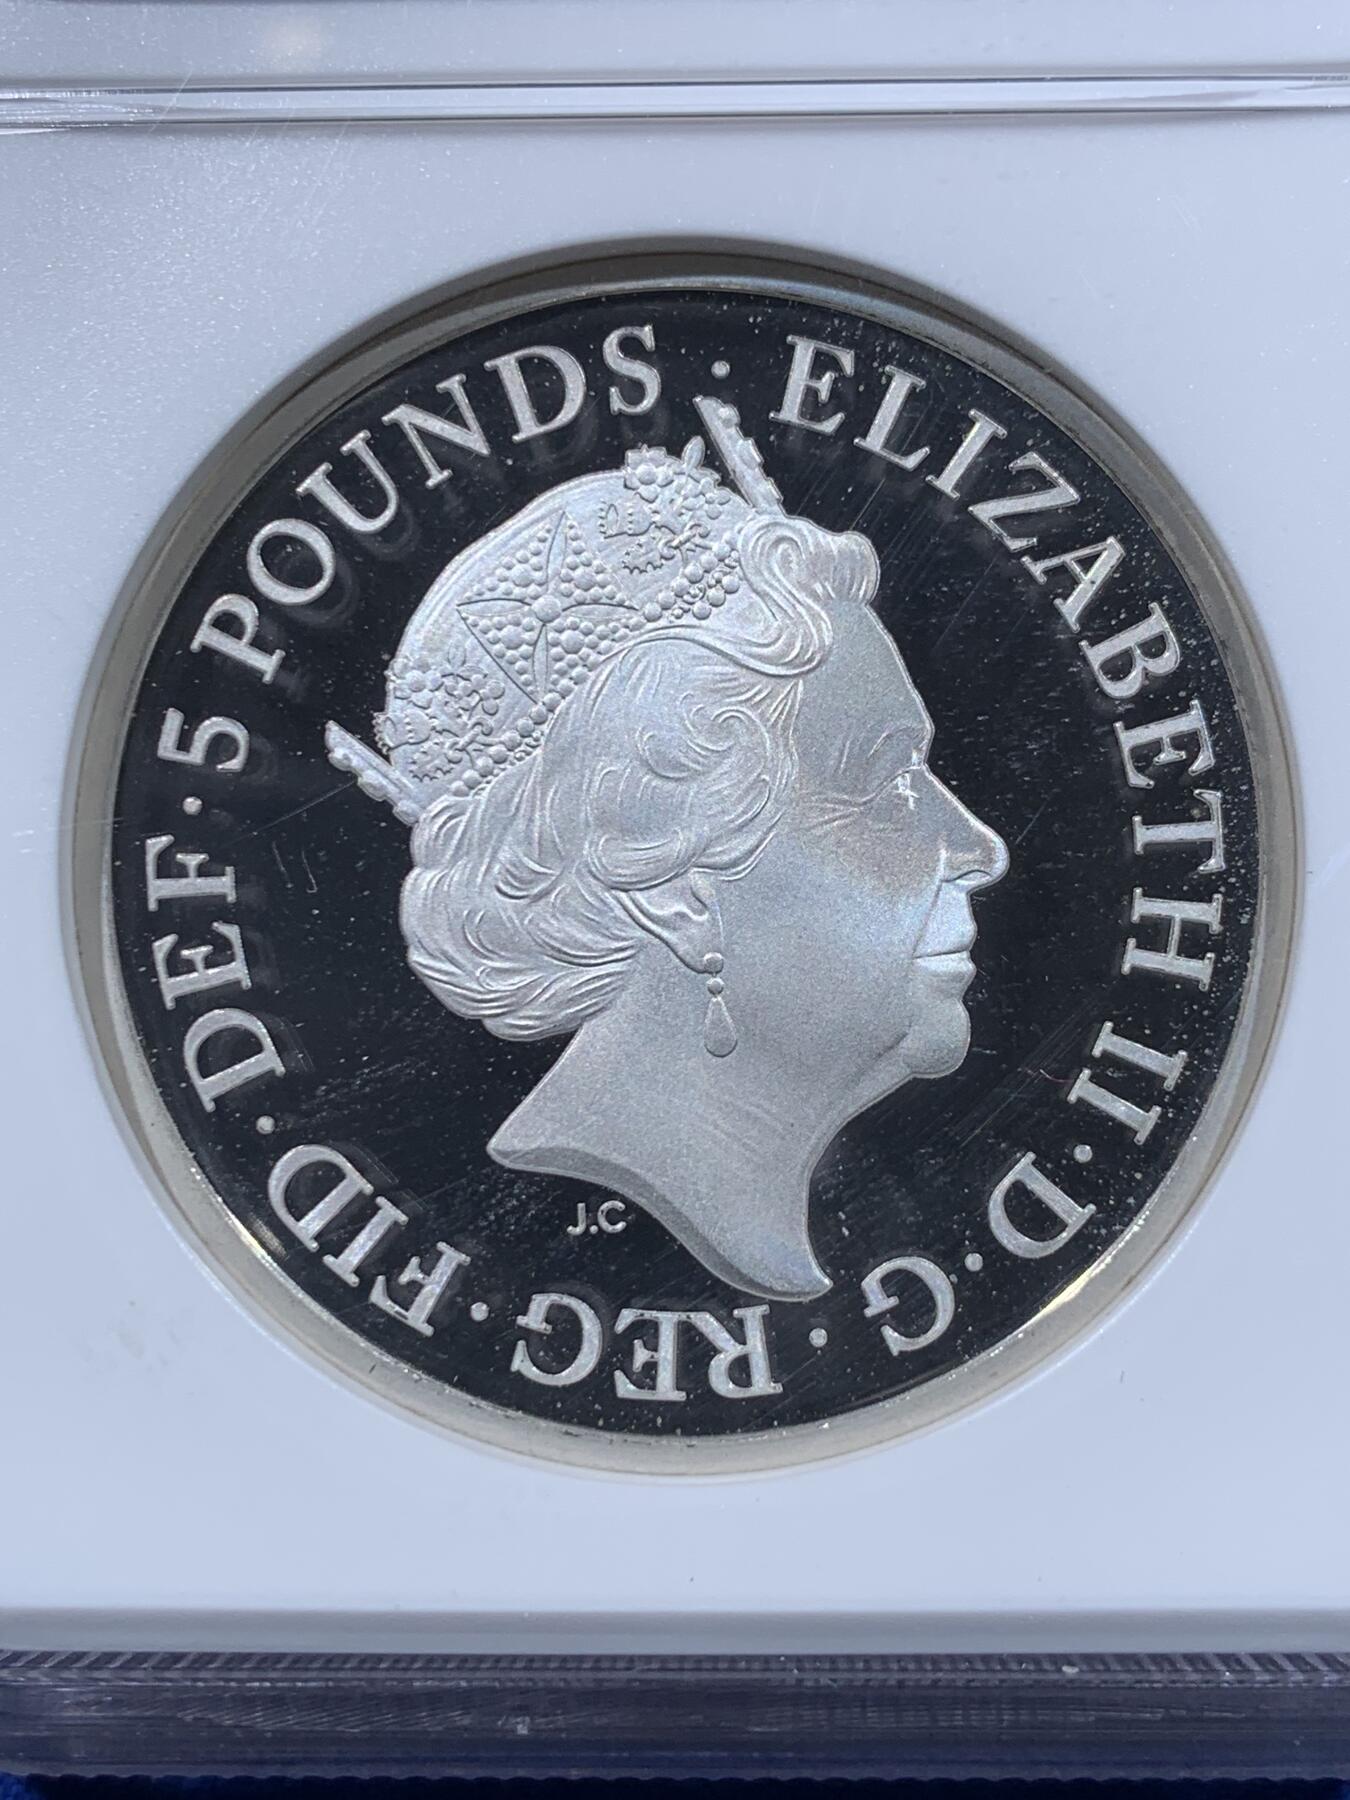 ELIZABETH II · D · G · REG · FID · DEF · 5 POUNDS ·
J.C